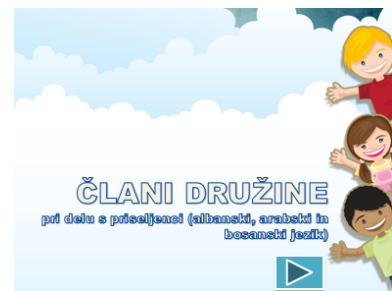 ČLANI DRUŽINE
pri delu s priseljenci (albanski, arabski in
bosanski jezik)